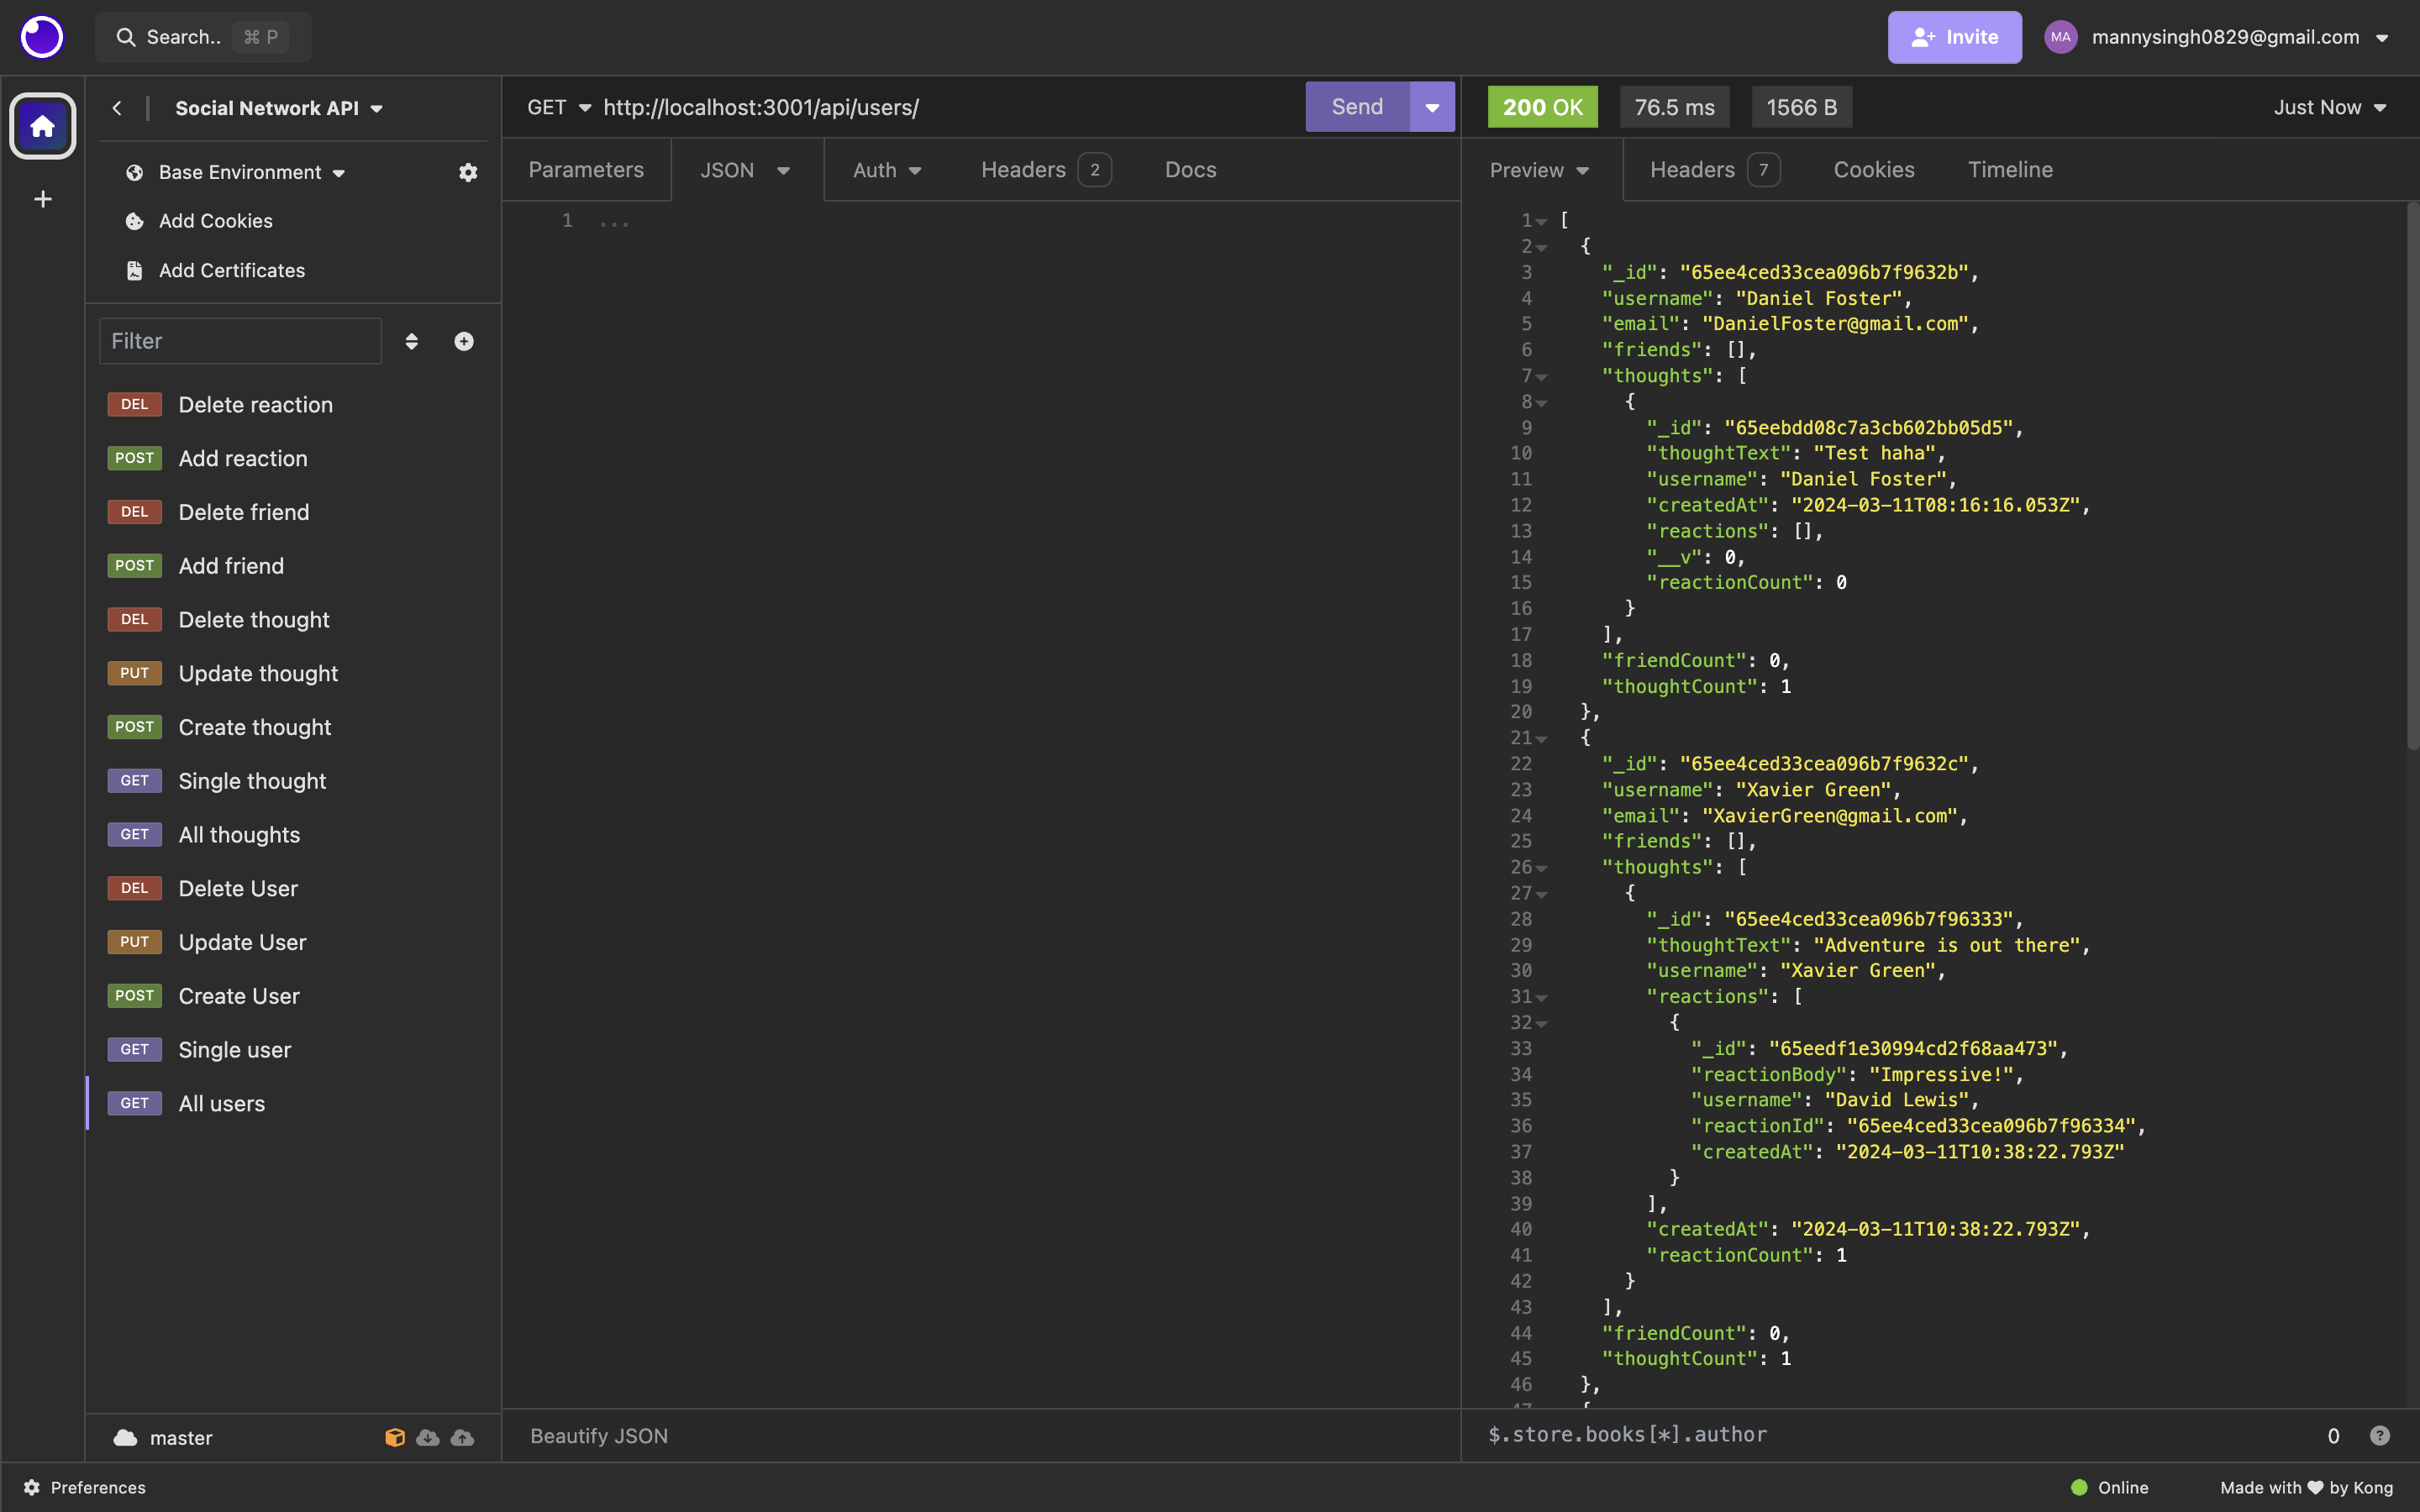 Search.. ⌘ P
Invite
MA mannysingh0829@gmail.com
Social Network API
Base Environment
Add Cookies
Add Certificates
Filter
DEL Delete reaction
POST Add reaction
DEL Delete friend
POST Add friend
DEL Delete thought
PUT Update thought
POST Create thought
GET Single thought
GET All thoughts
DEL Delete User
PUT Update User
POST Create User
GET Single user
GET All users
master
GET http://localhost:3001/api/users/ Send
Parameters JSON Auth Headers 2 Docs
1 ...
Beautify JSON
200 OK 76.5 ms 1566 B Just Now
Preview Headers 7 Cookies Timeline
1 [
2 {
3 "_id": "65ee4ced33cea096b7f9632b",
4 "username": "Daniel Foster",
5 "email": "DanielFoster@gmail.com",
6 "friends": [],
7 "thoughts": [
8 {
9 "_id": "65eebdd08c7a3cb602bb05d5",
10 "thoughtText": "Test haha",
11 "username": "Daniel Foster",
12 "createdAt": "2024-03-11T08:16:16.053Z",
13 "reactions": [],
14 "__v": 0,
15 "reactionCount": 0
16 }
17 ],
18 "friendCount": 0,
19 "thoughtCount": 1
20 },
21 {
22 "_id": "65ee4ced33cea096b7f9632c",
23 "username": "Xavier Green",
24 "email": "XavierGreen@gmail.com",
25 "friends": [],
26 "thoughts": [
27 {
28 "_id": "65ee4ced33cea096b7f96333",
29 "thoughtText": "Adventure is out there",
30 "username": "Xavier Green",
31 "reactions": [
32 {
33 "_id": "65eedf1e30994cd2f68aa473",
34 "reactionBody": "Impressive!",
35 "username": "David Lewis",
36 "reactionId": "65ee4ced33cea096b7f96334",
37 "createdAt": "2024-03-11T10:38:22.793Z"
38 }
39 ],
40 "createdAt": "2024-03-11T10:38:22.793Z",
41 "reactionCount": 1
42 }
43 ],
44 "friendCount": 0,
45 "thoughtCount": 1
46 },
47 {
$.store.books[*].author 0 ?
Preferences
Online
Made with ♥ by Kong